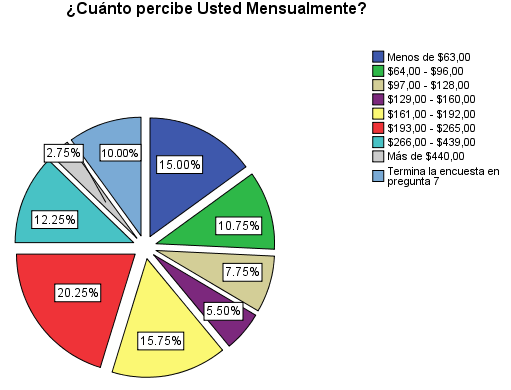 ¿Cuánto percibe Usted Mensualmente?
Menos de $63,00
$64,00 - $96,00
$97,00 - $128,00
$129,00 - $160,00
$161,00 - $192,00
$193,00 - $265,00
$266,00 - $439,00
Más de $440,00
Termina la encuesta en
pregunta 7
2.75%
10.00%
15.00%
12.25%
10.75%
7.75%
20.25%
5.50%
15.75%